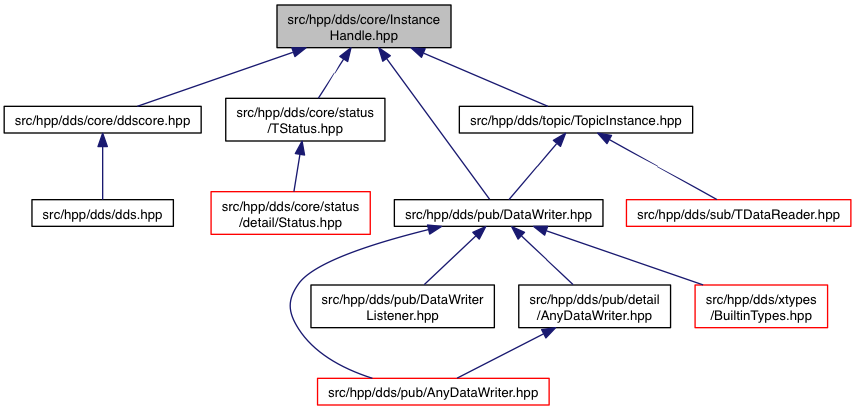 src/hpp/dds/core/Instance
Handle.hpp
src/hpp/dds/core/ddscore.hpp
src/hpp/dds/core/status
/TStatus.hpp
src/hpp/dds/topic/TopicInstance.hpp
src/hpp/dds/dds.hpp
src/hpp/dds/core/status
/detail/Status.hpp
src/hpp/dds/pub/DataWriter.hpp
src/hpp/dds/sub/TDataReader.hpp
src/hpp/dds/pub/DataWriter
Listener.hpp
src/hpp/dds/pub/detail
/AnyDataWriter.hpp
src/hpp/dds/xtypes
/BuiltinTypes.hpp
src/hpp/dds/pub/AnyDataWriter.hpp